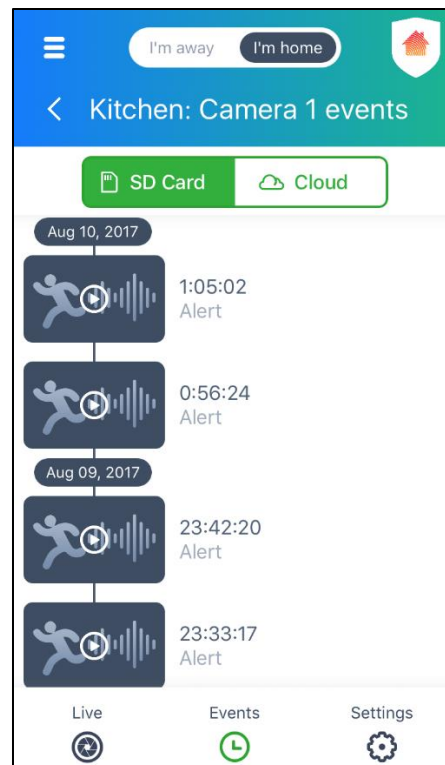 I'm away I'm home
Kitchen: Camera 1 events
SD Card Cloud
Aug 10, 2017
1:05:02
Alert
0:56:24
Alert
Aug 09, 2017
23:42:20
Alert
23:33:17
Alert
Live Events Settings